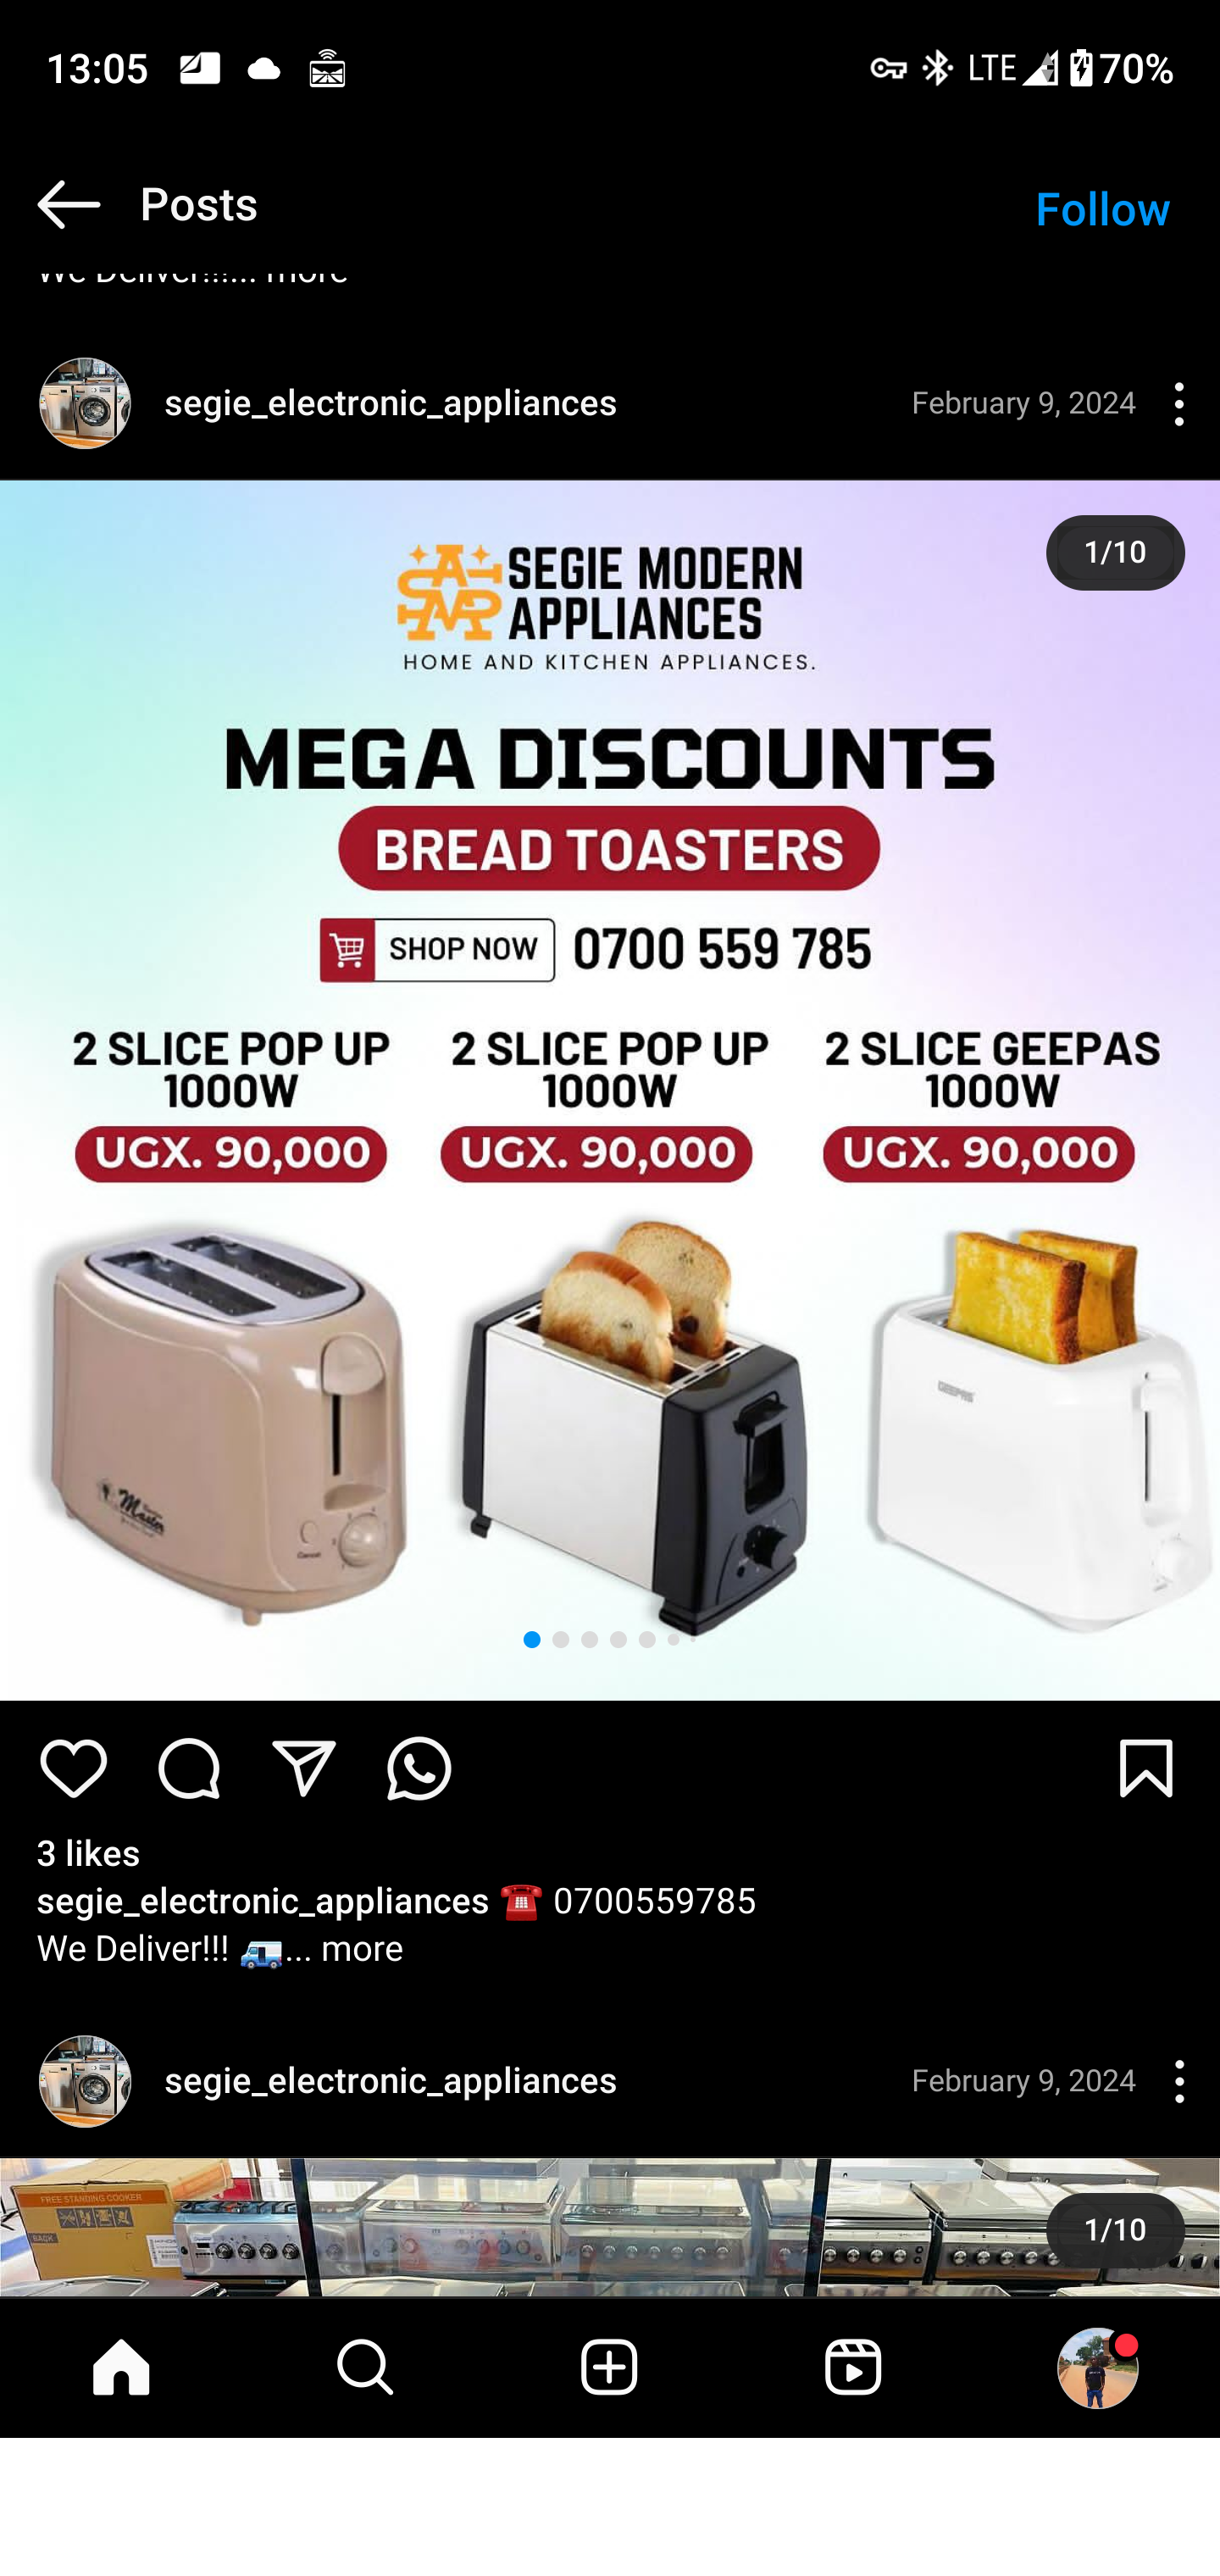 13:05
LTE 70%
Posts
Follow
We Deliver!!!... more
segie_electronic_appliances
February 9, 2024
1/10
SEGIE MODERN
APPLIANCES
HOME AND KITCHEN APPLIANCES.
MEGA DISCOUNTS
BREAD TOASTERS
SHOP NOW 0700 559 785
2 SLICE POP UP
1000W
UGX. 90,000
2 SLICE POP UP
1000W
UGX. 90,000
2 SLICE GEEPAS
1000W
UGX. 90,000
Master
Cancel
GEEPAS
3 likes
segie_electronic_appliances ☎️ 0700559785
We Deliver!!! 🚐... more
segie_electronic_appliances
February 9, 2024
FREE STANDING COOKER
BACK
1/10